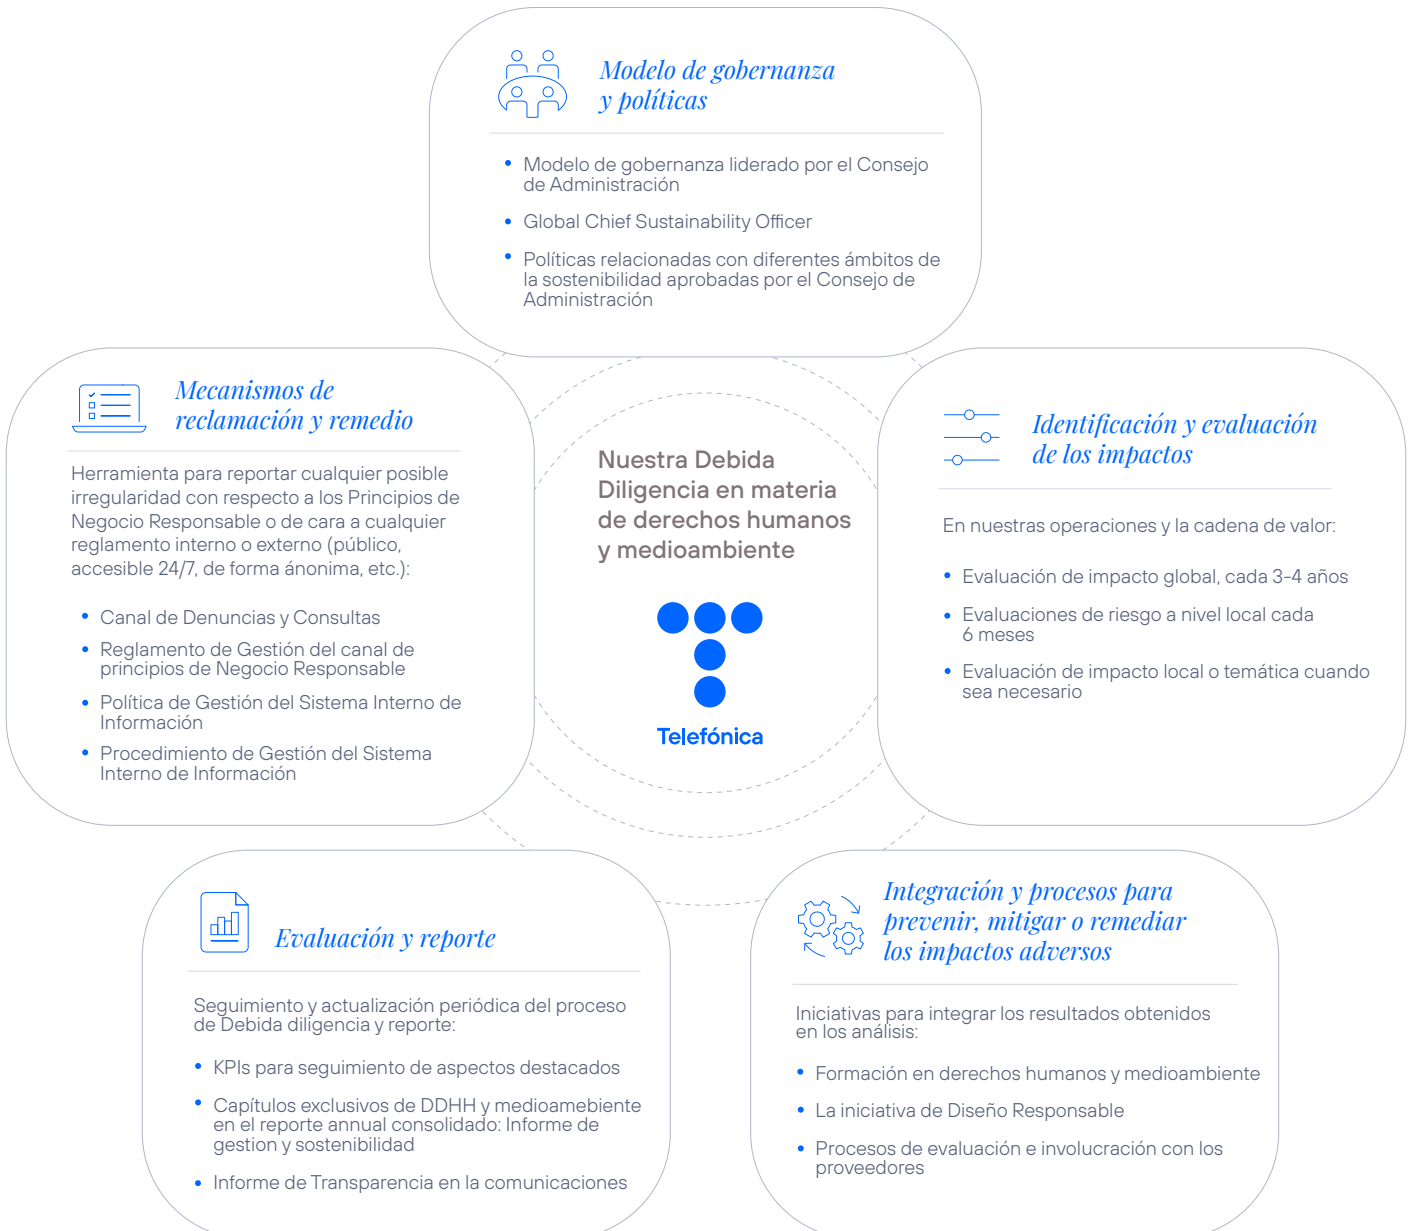 Modelo de gobernanza
y políticas
Modelo de gobernanza liderado por el Consejo
de Administración
Global Chief Sustainability Officer
Políticas relacionadas con diferentes ámbitos de
la sostenibilidad aprobadas por el Consejo de
Administración
Mecanismos de
reclamación y remedio
Herramienta para reportar cualquier posible
irregularidad con respecto a los Principios de
Negocio Responsable o de cara a cualquier
reglamento interno o externo (público,
accesible 24/7, de forma ánonima, etc.):
Canal de Denuncias y Consultas
Reglamento de Gestión del canal de
principios de Negocio Responsable
Política de Gestión del Sistema Interno de
Información
Procedimiento de Gestión del Sistema
Interno de Información
Nuestra Debida
Diligencia en materia
de derechos humanos
y medioambiente
Telefónica
Identificación y evaluación
de los impactos
En nuestras operaciones y la cadena de valor:
Evaluación de impacto global, cada 3-4 años
Evaluaciones de riesgo a nivel local cada
6 meses
Evaluación de impacto local o temática cuando
sea necesario
Evaluación y reporte
Seguimiento y actualización periódica del proceso
de Debida diligencia y reporte:
KPIs para seguimiento de aspectos destacados
Capítulos exclusivos de DDHH y medioamebiente
en el reporte annual consolidado: Informe de
gestion y sostenibilidad
Informe de Transparencia en la comunicaciones
Integración y procesos para
prevenir, mitigar o remediar
los impactos adversos
Iniciativas para integrar los resultados obtenidos
en los análisis:
Formación en derechos humanos y medioambiente
La iniciativa de Diseño Responsable
Procesos de evaluación e involucración con los
proveedores